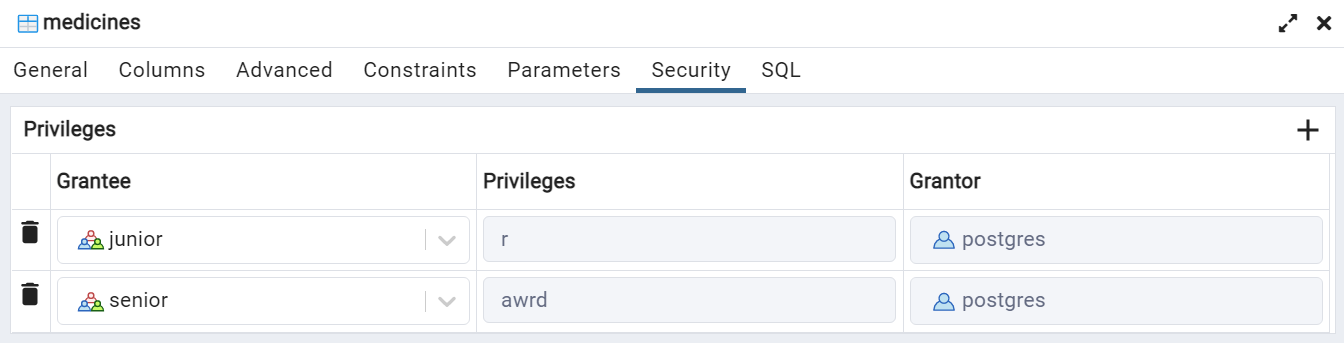 medicines
General Columns Advanced Constraints Parameters Security SQL
Privileges
Grantee Privileges Grantor
junior r postgres
senior awrd postgres